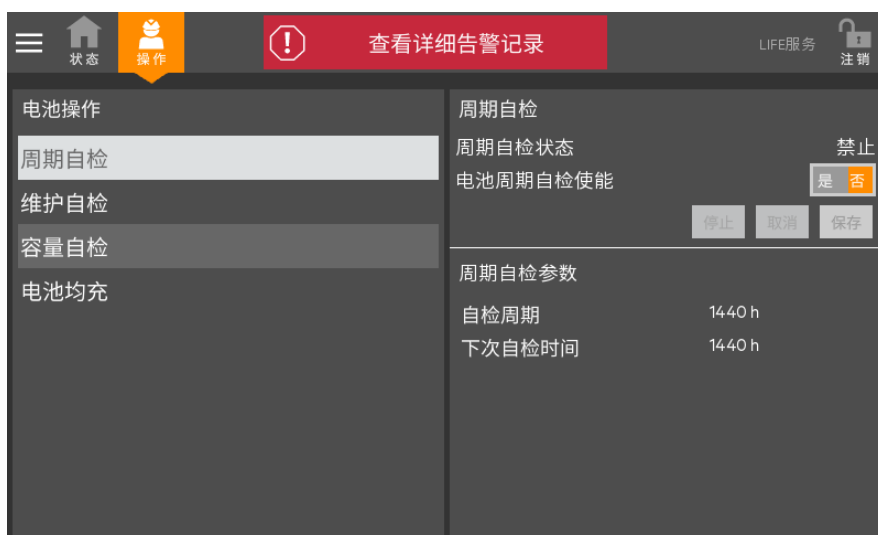 状态
操作
查看详细告警记录
LIFE服务
注销
电池操作
周期自检
维护自检
容量自检
电池均充
周期自检
周期自检状态 禁止
电池周期自检使能 是 否
停止 取消 保存
周期自检参数
自检周期 1440 h
下次自检时间 1440 h